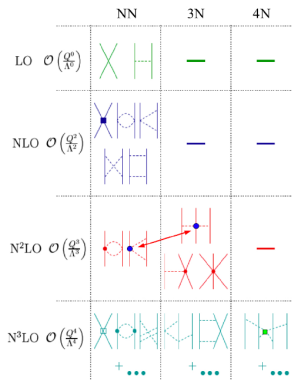 NN 3N 4N
LO 𝒪(Q⁰/Λ⁰)
NLO 𝒪(Q²/Λ²)
N²LO 𝒪(Q³/Λ³)
N³LO 𝒪(Q⁴/Λ⁴)
+ ••• + ••• + •••